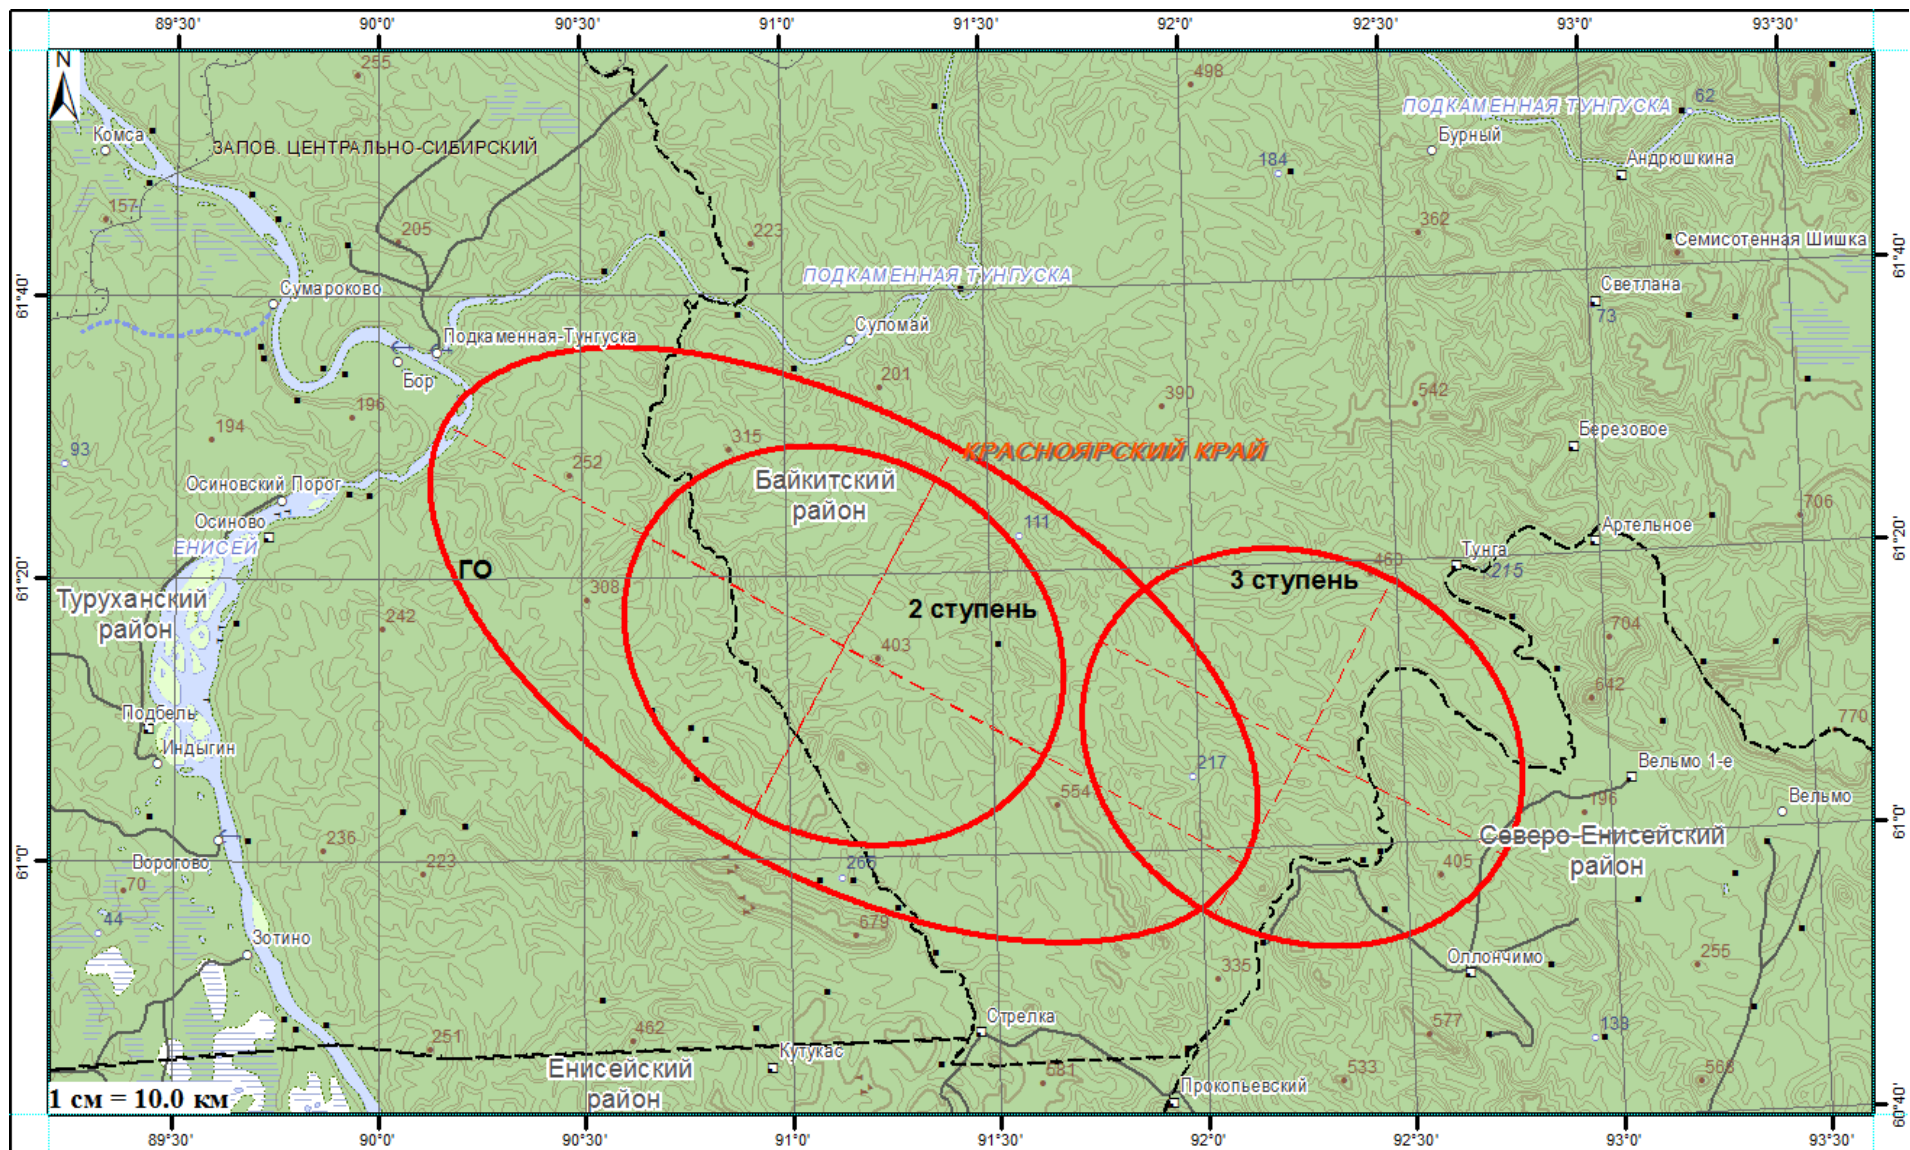 89°30' 90°0' 90°30' 91°0' 91°30' 92°0' 92°30' 93°0' 93°30'
N
255
498
ПОДКАМЕННАЯ ТУНГУСКА
62
Комса
ЗАПОВ. ЦЕНТРАЛЬНО-СИБИРСКИЙ
Бурный
184
Андрюшкина
157
205
223
362
Семисотенная Шишка
61°40'
61°40'
ПОДКАМЕННАЯ ТУНГУСКА
Сумароково
Светлана
73
Суломай
Подкаменная-Тунгуска
Бор
201
390
542
196
194
315
93
252
КРАСНОЯРСКИЙ КРАЙ
Березовое
Байкитский
район
Осиновский Порог
706
Осиново
111
Артельное
ЕНИСЕЙ
61°20'
Тунга
215
460
ГО
3 ступень
61°20'
308
2 ступень
Туруханский
район
242
403
704
642
Подбель
770
Индыгин
217
Вельмо 1-е
554
196
Вельмо
61°0'
236
Северо-Енисейский
район
Ворогово
61°0'
223
265
405
70
44
679
Зотино
Оллончимо
255
335
Стрелка
251
462
577
133
Кутукас
Енисейский
район
581
533
568
Прокопьевский
1 см = 10.0 км
60°40'
89°30' 90°0' 90°30' 91°0' 91°30' 92°0' 92°30' 93°0' 93°30'